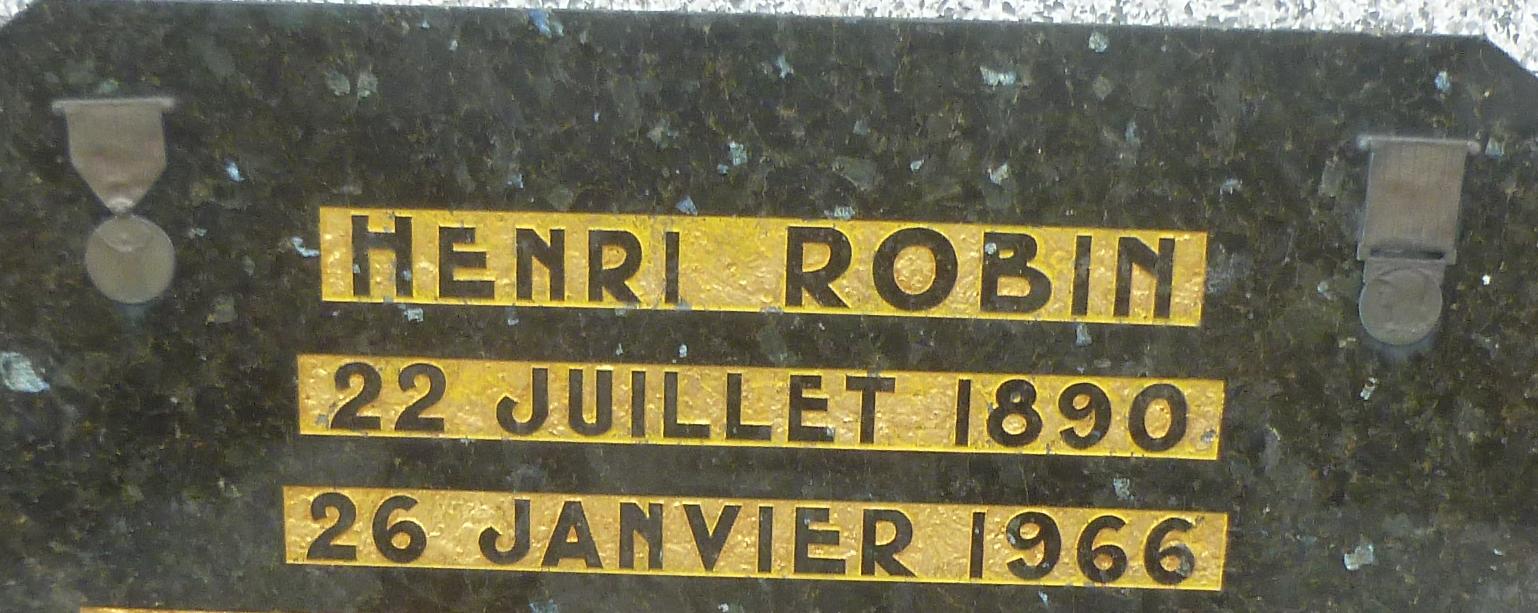 HENRI ROBIN
22 JUILLET 1890
26 JANVIER 1966